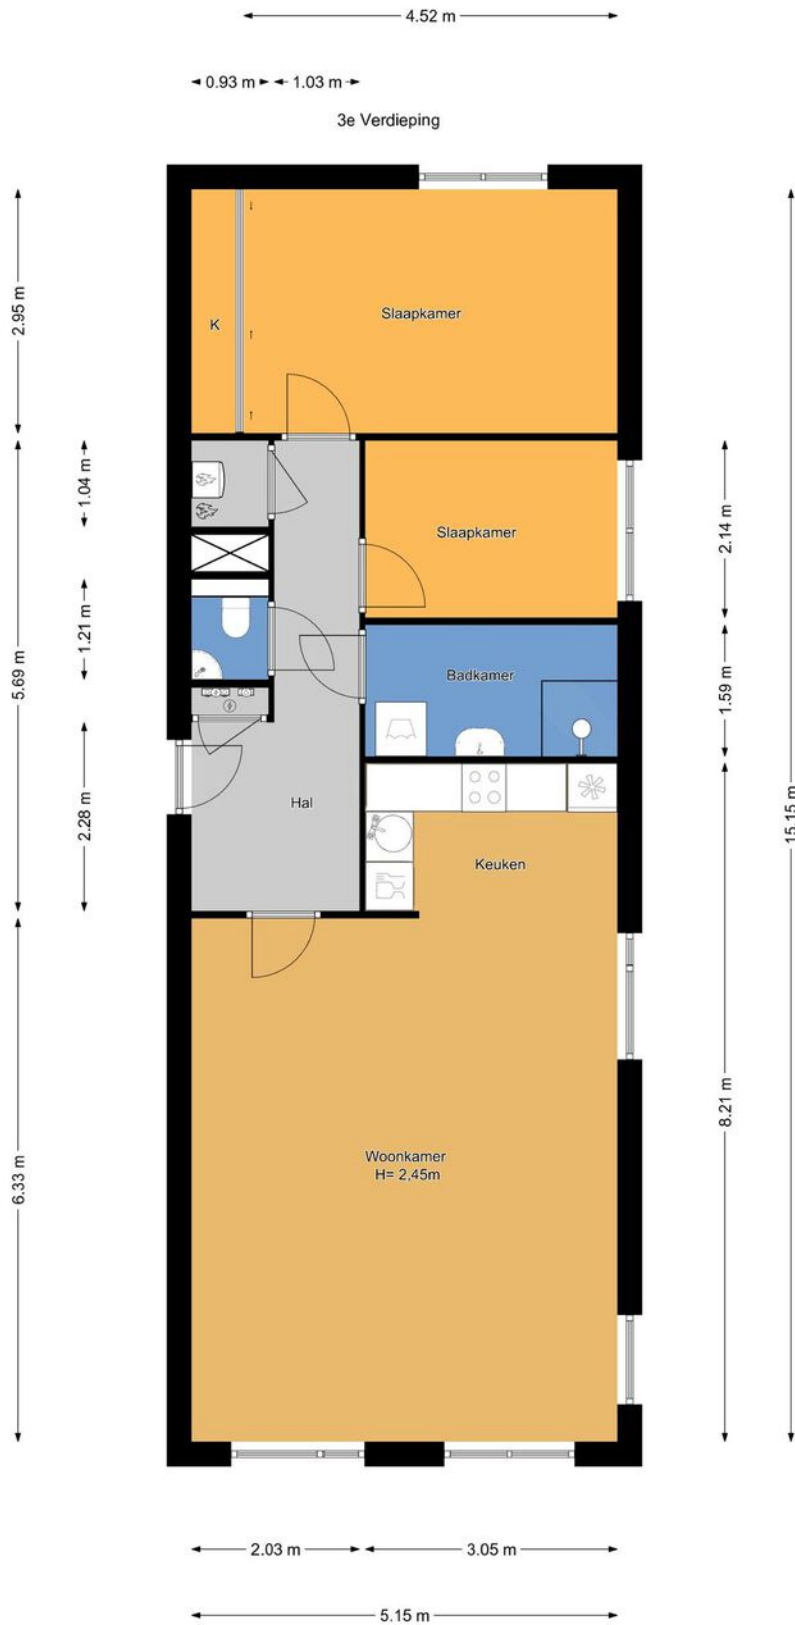 4.52 m
0.93 m
1.03 m
3e Verdieping
2.95 m
K
Slaapkamer
1.04 m
2.14 m
Slaapkamer
1.21 m
5.69 m
1.59 m
Badkamer
2.28 m
Hal
15.15 m
Keuken
8.21 m
6.33 m
Woonkamer
H= 2,45m
2.03 m
3.05 m
5.15 m